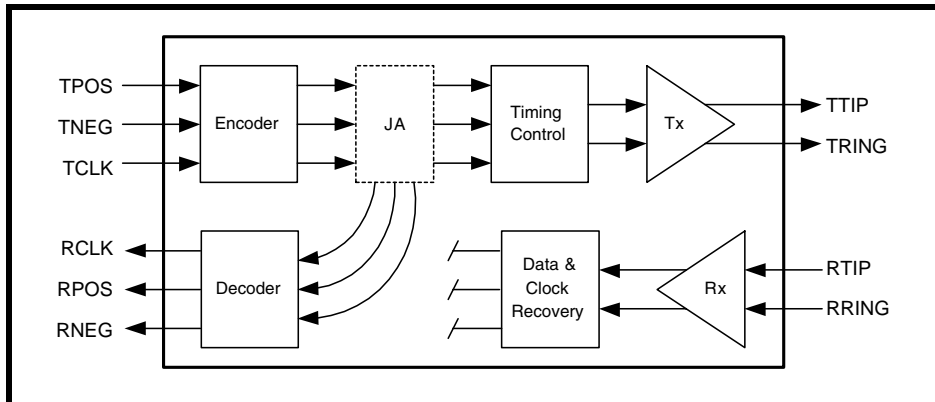 TPOS
TNEG
TCLK
Encoder
JA
Timing
Control
Tx
TTIP
TRING
RCLK
RPOS
RNEG
Decoder
Data &
Clock
Recovery
Rx
RTIP
RRING